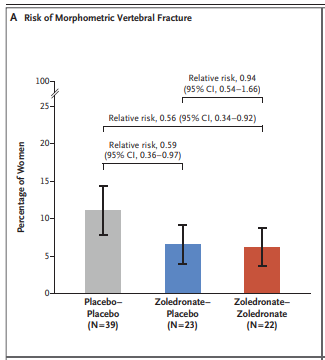 A Risk of Morphometric Vertebral Fracture
Relative risk, 0.94
(95% CI, 0.54–1.66)
Relative risk, 0.56 (95% CI, 0.34–0.92)
Relative risk, 0.59
(95% CI, 0.36–0.97)
Percentage of Women
100
25
20
15
10
5
0
Placebo–
Placebo
(N=39)
Zoledronate–
Placebo
(N=23)
Zoledronate–
Zoledronate
(N=22)